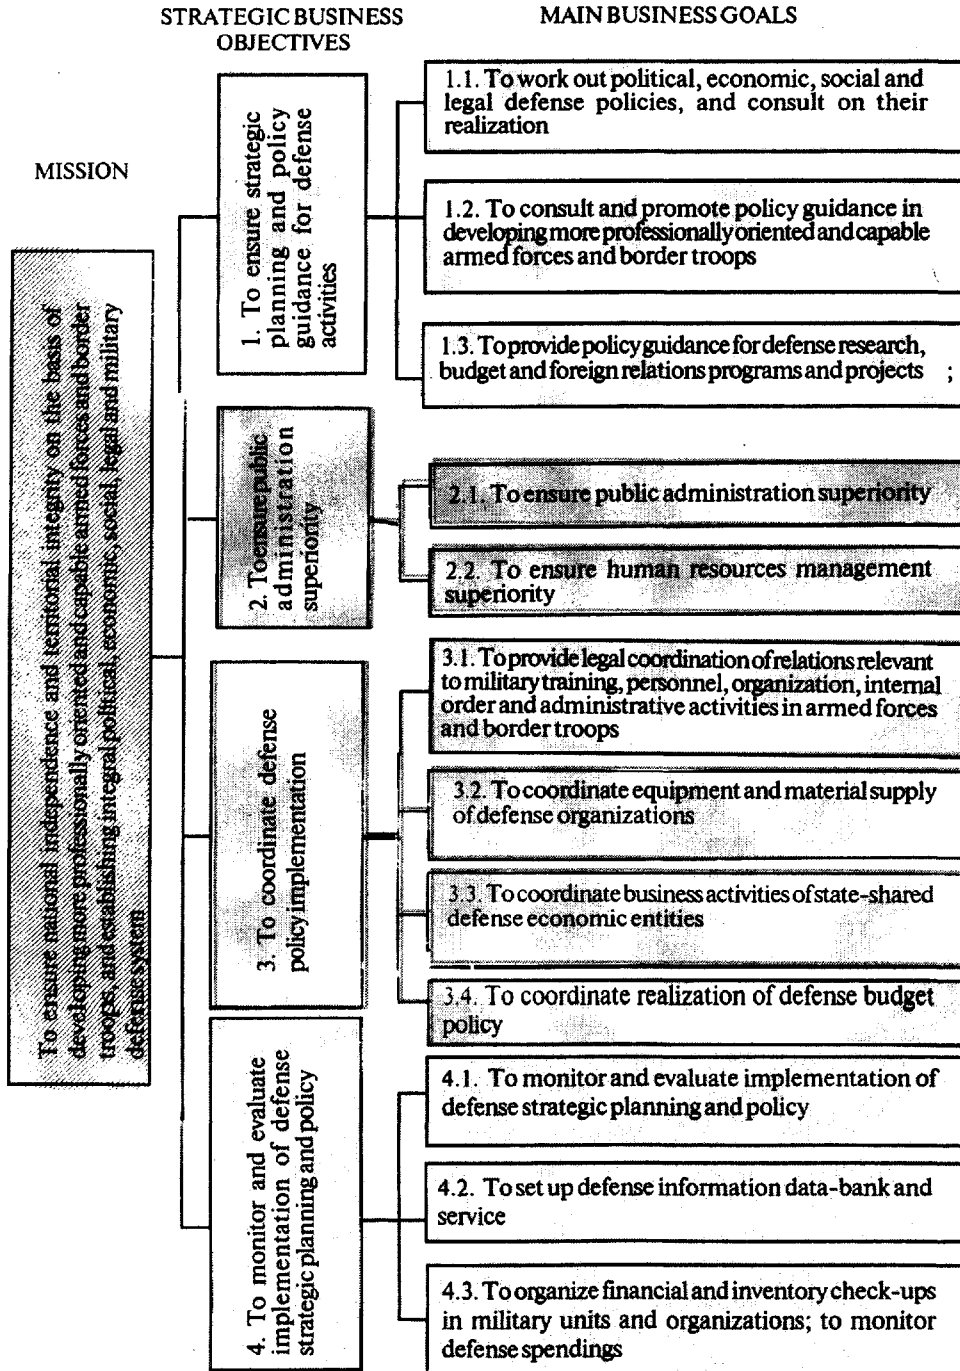 STRATEGIC BUSINESS
OBJECTIVES
MAIN BUSINESS GOALS
MISSION
To ensure national independence and territorial integrity on the basis of
developing more professionally oriented and capable armed forces and border
troops, and establishing integral political, economic, social, legal and military
defense system
1. To ensure strategic
planning and policy
guidance for defense
activities
1.1. To work out political, economic, social and
legal defense policies, and consult on their
realization
1.2. To consult and promote policy guidance in
developing more professionally oriented and capable
armed forces and border troops
1.3. To provide policy guidance for defense research,
budget and foreign relations programs and projects ;
2. To ensure public
administration
superiority
2.1. To ensure public administration superiority
2.2. To ensure human resources management
superiority
3. To coordinate defense
policy implementation
3.1. To provide legal coordination of relations relevant
to military training, personnel, organization, internal
order and administrative activities in armed forces
and border troops
3.2. To coordinate equipment and material supply
of defense organizations
3.3. To coordinate business activities of state-shared
defense economic entities
3.4. To coordinate realization of defense budget
policy
4. To monitor and evaluate
implementation of defense
strategic planning and policy
4.1. To monitor and evaluate implementation of
defense strategic planning and policy
4.2. To set up defense information data-bank and
service
4.3. To organize financial and inventory check-ups
in military units and organizations; to monitor
defense spendings